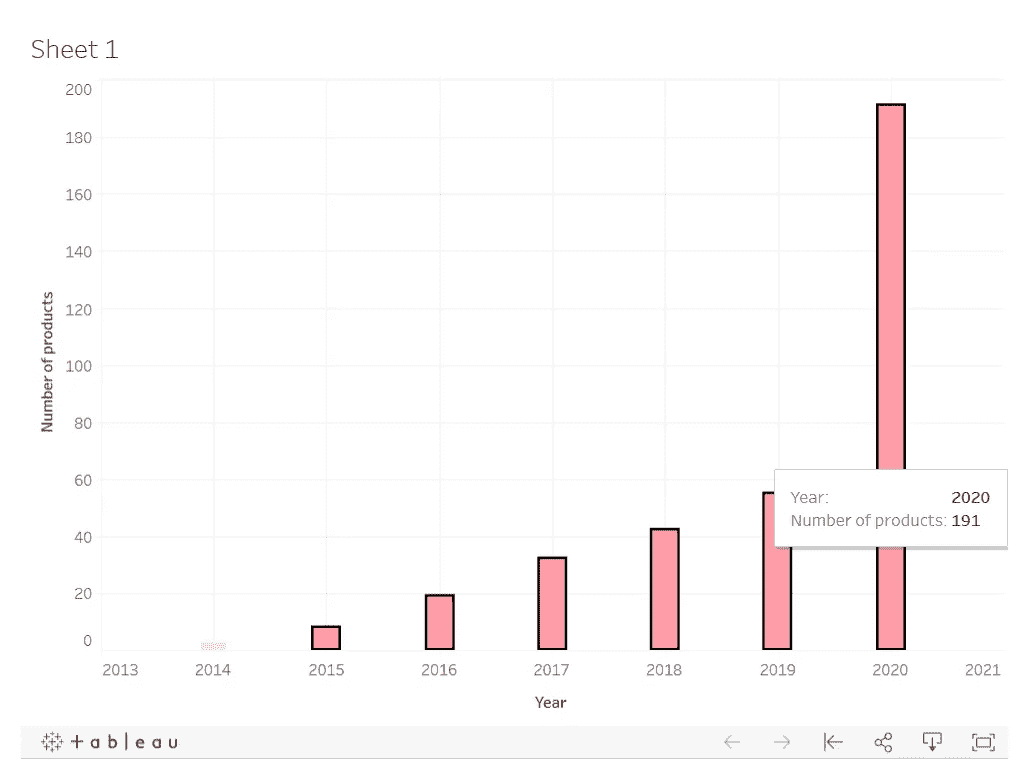 Sheet 1
200
180
160
140
120
100
80
60
40
20
0
Number of products
Year: 2020
Number of products: 191
2013 2014 2015 2016 2017 2018 2019 2020 2021
Year
+ a b l e a u